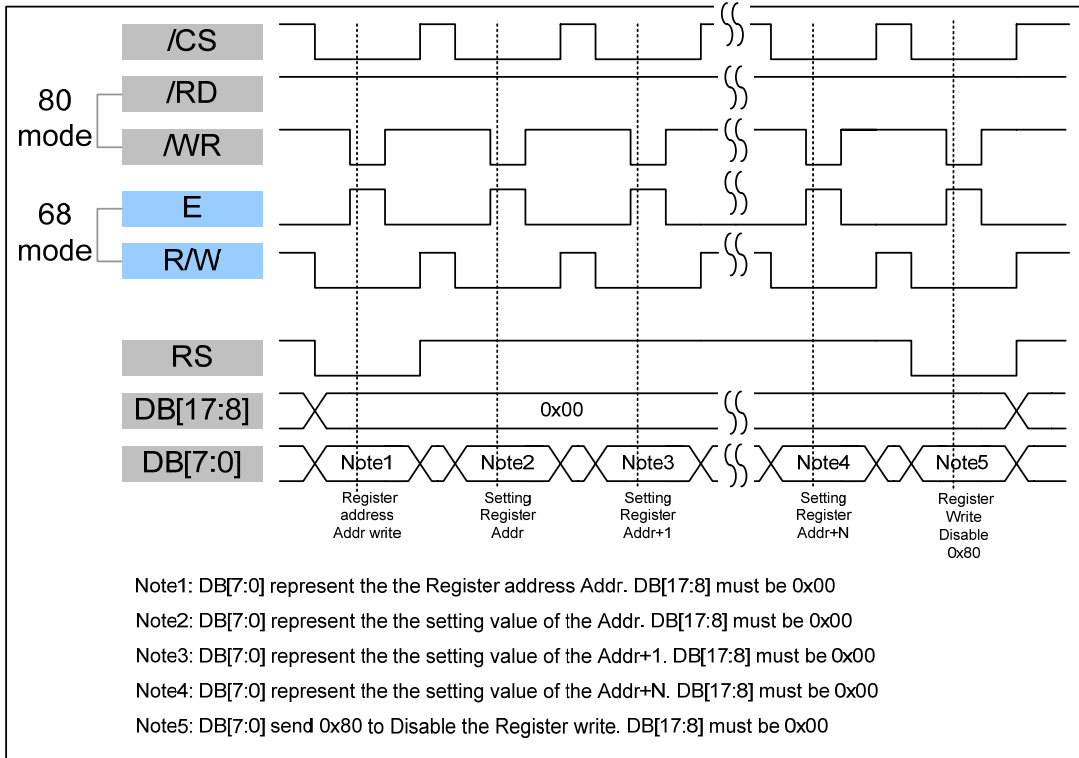 /CS
/RD
80
mode
/WR
E
68
mode
R/W
RS
DB[17:8]
0x00
DB[7:0]
Note1 Note2 Note3 Note4 Note5
Register Setting Setting Setting Register
address Register Register Register Write
Addr write Addr Addr+1 Addr+N Disable
0x80
Note1: DB[7:0] represent the the Register address Addr. DB[17:8] must be 0x00
Note2: DB[7:0] represent the the setting value of the Addr. DB[17:8] must be 0x00
Note3: DB[7:0] represent the the setting value of the Addr+1. DB[17:8] must be 0x00
Note4: DB[7:0] represent the the setting value of the Addr+N. DB[17:8] must be 0x00
Note5: DB[7:0] send 0x80 to Disable the Register write. DB[17:8] must be 0x00